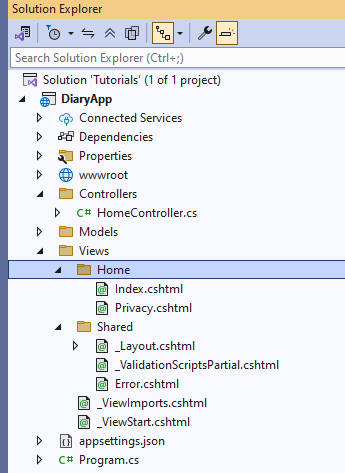 Solution Explorer
Search Solution Explorer (Ctrl+;)
Solution 'Tutorials' (1 of 1 project)
DiaryApp
Connected Services
Dependencies
Properties
wwwroot
Controllers
C# HomeController.cs
Models
Views
Home
Index.cshtml
Privacy.cshtml
Shared
_Layout.cshtml
_ValidationScriptsPartial.cshtml
Error.cshtml
_ViewImports.cshtml
_ViewStart.cshtml
appsettings.json
C# Program.cs